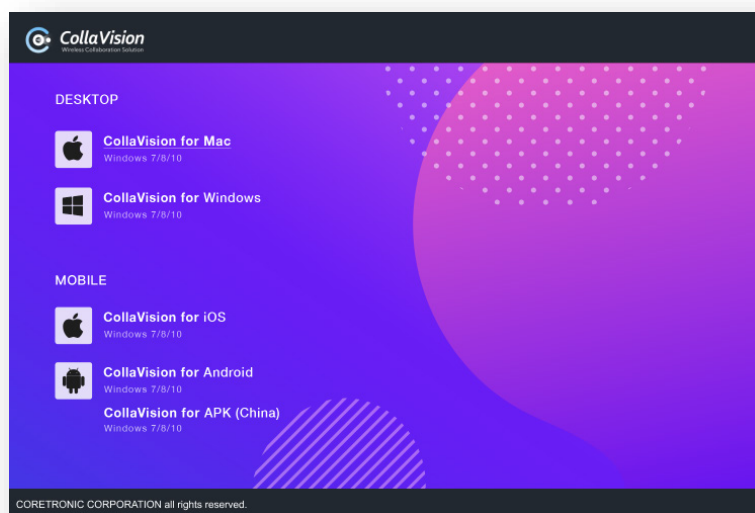 CollaVision
Wireless Collaboration Solution
DESKTOP
CollaVision for Mac
Windows 7/8/10
CollaVision for Windows
Windows 7/8/10
MOBILE
CollaVision for iOS
Windows 7/8/10
CollaVision for Android
Windows 7/8/10
CollaVision for APK (China)
Windows 7/8/10
CORETRONIC CORPORATION all rights reserved.